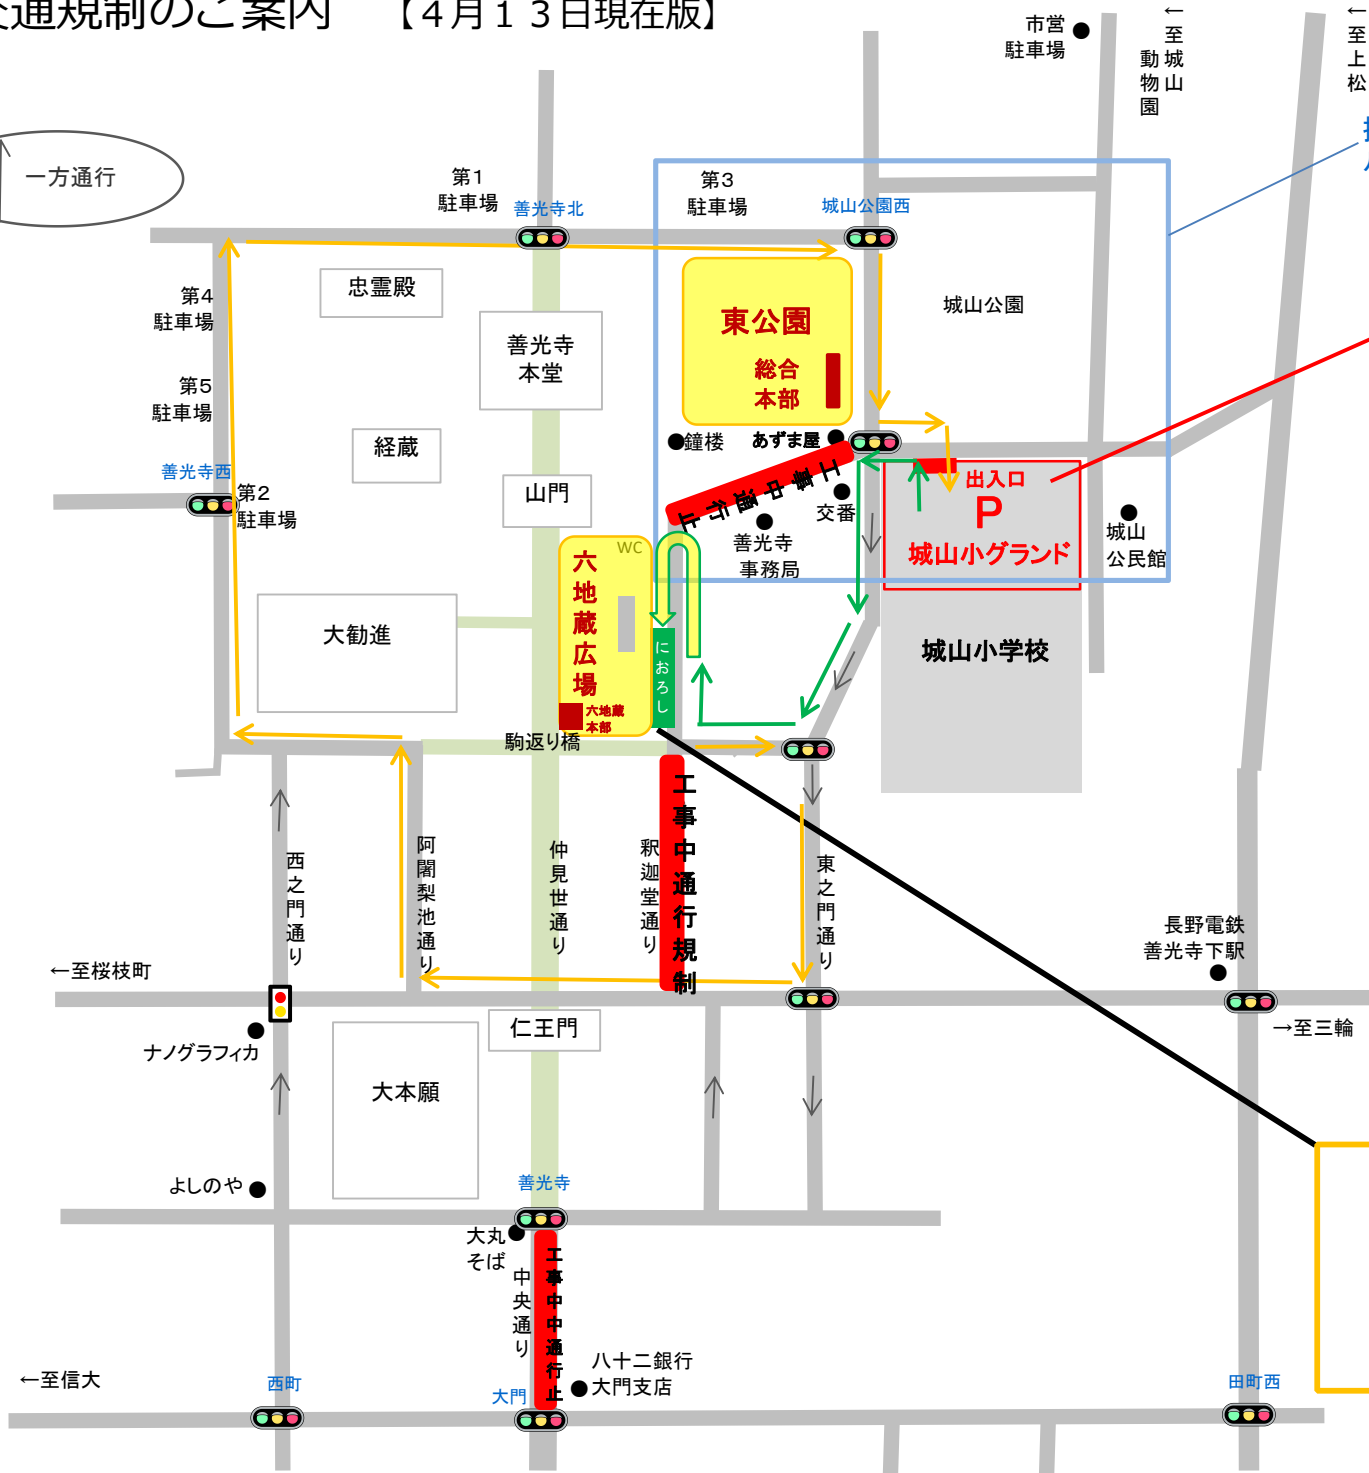 通規制のご案内 【４月１３日現在版】
市営
駐車場
←至城山
動物園
←至上松
一方通行
第1
駐車場
善光寺北
第3
駐車場
城山公園西
忠霊殿
第4
駐車場
善光寺
本堂
東公園
総合
本部
城山公園
第5
駐車場
経蔵
鐘楼
あずま屋
善光寺西
第2
駐車場
山門
工事中通行止
交番
出入口
P
城山小グランド
城山
公民館
善光寺
事務局
WC
六地蔵広場
大勧進
におろし
城山小学校
六地蔵
本部
駒返り橋
工事中通行規制
西之門通り
阿闍梨池通り
仲見世通り
釈迦堂通り
東之門通り
長野電鉄
善光寺下駅
←至桜枝町
→至三輪
ナノグラフィカ
仁王門
大本願
よしのや
善光寺
大丸
そば
中央通り
工事中中通行止
八十二銀行
大門支店
←至信大
西町
大門
田町西